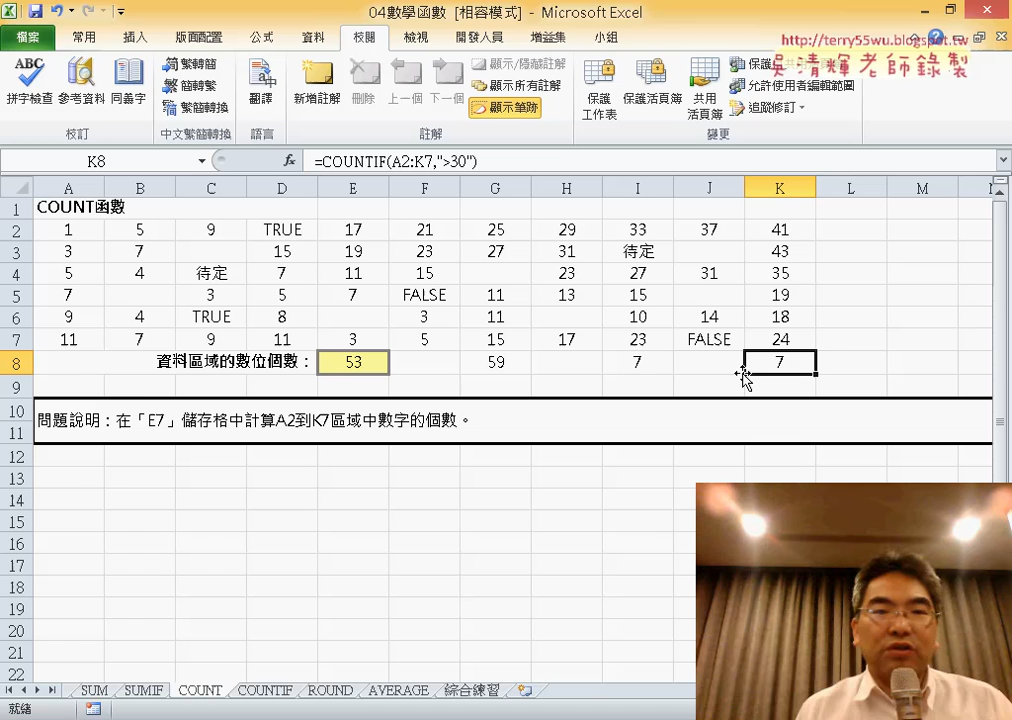 04數學函數 [相容模式] - Microsoft Excel
檔案 常用 插入 版面配置 公式 資料 校閱 檢視 開發人員 增益集 小組
http://terry55wu.blogspot.tw
吳清輝老師錄製
ABC 拼字檢查 參考資料 同義字 繁轉簡 簡轉繁 繁簡轉換 翻譯 新增註解 刪除 上一個 下一個 顯示/隱藏註解 顯示所有註解 顯示筆跡 保護工作表 保護活頁簿 共用活頁簿 允許使用者編輯範圍 追蹤修訂
校訂 中文繁簡轉換 語言 註解 變更
K8 fx =COUNTIF(A2:K7,">30")
A B C D E F G H I J K L M
1 COUNT函數
2 1 5 9 TRUE 17 21 25 29 33 37 41
3 3 7 15 19 23 27 31 待定 43
4 5 4 待定 7 11 15 23 27 31 35
5 7 3 5 7 FALSE 11 13 15 19
6 9 4 TRUE 8 3 11 10 14 18
7 11 7 9 11 3 5 15 17 23 FALSE 24
8 資料區域的數位個數： 53 59 7 7
9
10
11 問題說明：在「E7」儲存格中計算A2到K7區域中數字的個數。
12
13
14
15
16
17
18
19
20
21
22
SUM SUMIF COUNT COUNTIF ROUND AVERAGE 綜合練習
就緒